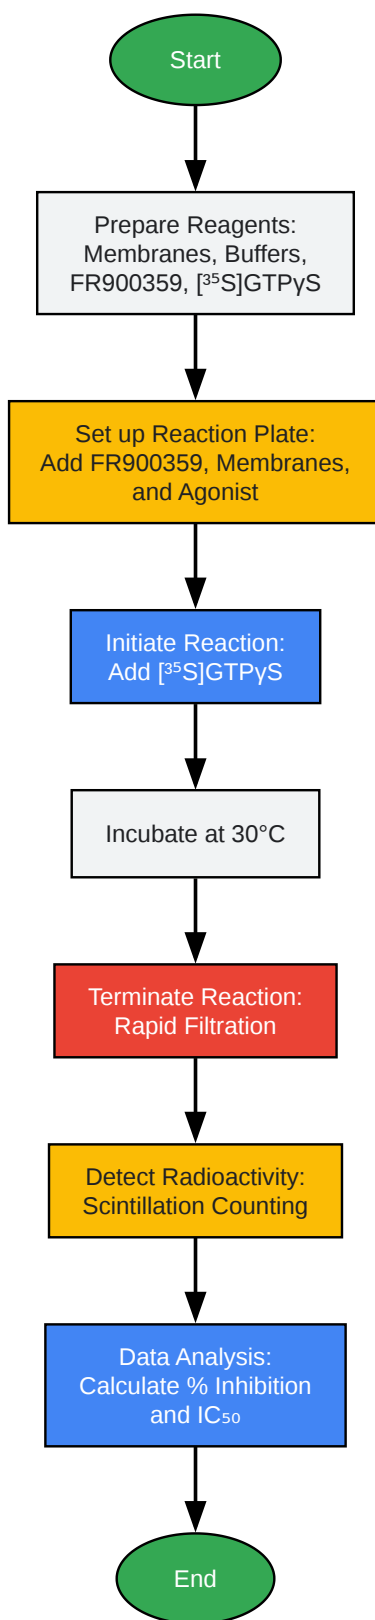 Start
Prepare Reagents:
Membranes, Buffers,
FR900359, [³⁵S]GTPγS
Set up Reaction Plate:
Add FR900359, Membranes,
and Agonist
Initiate Reaction:
Add [³⁵S]GTPγS
Incubate at 30°C
Terminate Reaction:
Rapid Filtration
Detect Radioactivity:
Scintillation Counting
Data Analysis:
Calculate % Inhibition
and IC₅₀
End